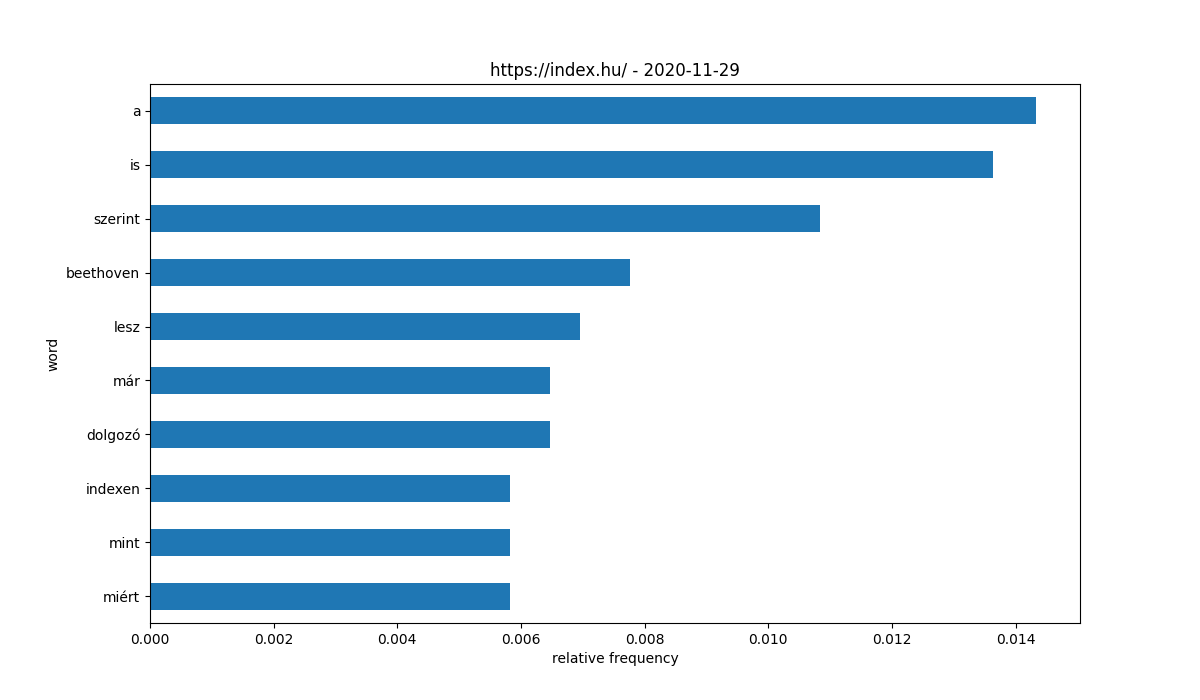 https://index.hu/ - 2020-11-29
a
is
szerint
beethoven
lesz
már
dolgozó
indexen
mint
miért
word
0.000 0.002 0.004 0.006 0.008 0.010 0.012 0.014
relative frequency